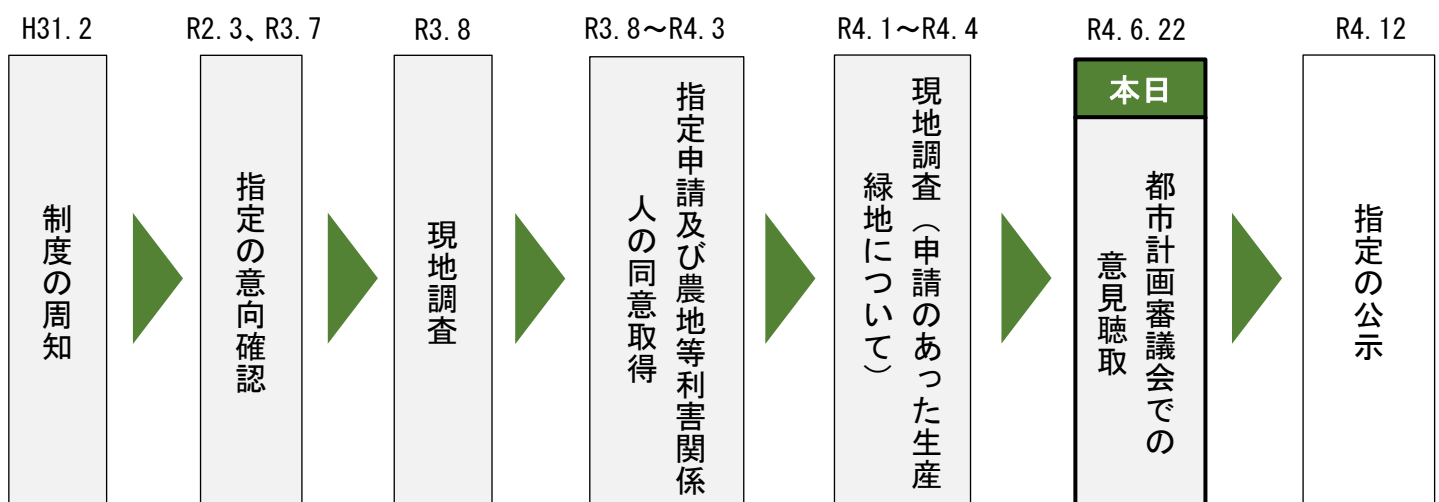 H31.2
制度の周知
R2.3、R3.7
指定の意向確認
R3.8
現地調査
R3.8～R4.3
指定申請及び農地等利害関係
人の同意取得
R4.1～R4.4
現地調査（申請のあった生産
緑地について）
R4.6.22
本日
都市計画審議会での
意見聴取
R4.12
指定の公示